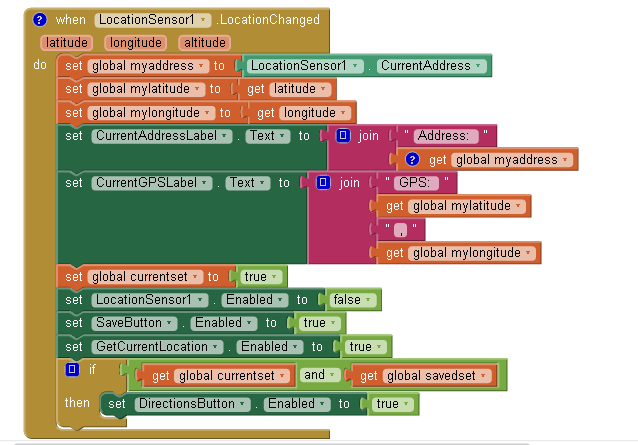 ? when LocationSensor1 .LocationChanged
latitude longitude altitude
do set global myaddress to LocationSensor1 . CurrentAddress
set global mylatitude to get latitude
set global mylongitude to get longitude
set CurrentAddressLabel . Text to join " Address: "
? get global myaddress
set CurrentGPSLabel . Text to join " GPS: "
get global mylatitude
" , "
get global mylongitude
set global currentset to true
set LocationSensor1 . Enabled to false
set SaveButton . Enabled to true
set GetCurrentLocation . Enabled to true
if get global currentset and get global savedset
then set DirectionsButton . Enabled to true